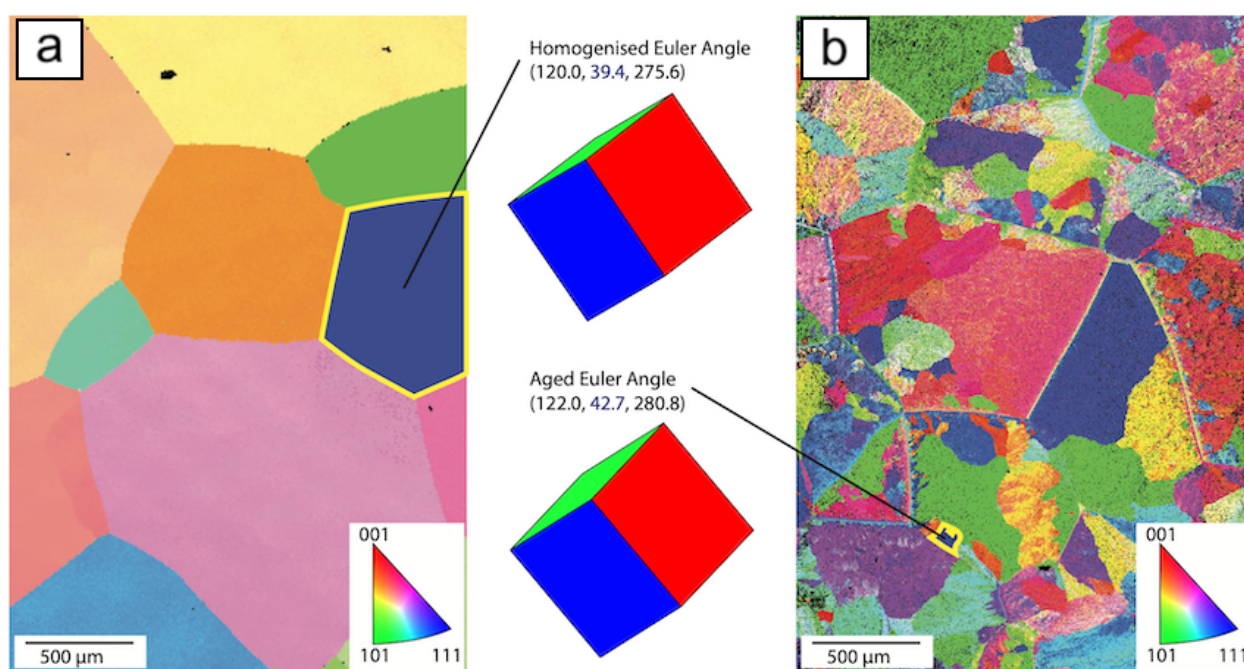 a
Homogenised Euler Angle
(120.0, 39.4, 275.6)
b
Aged Euler Angle
(122.0, 42.7, 280.8)
001
101 111
500 µm
001
101 111
500 µm